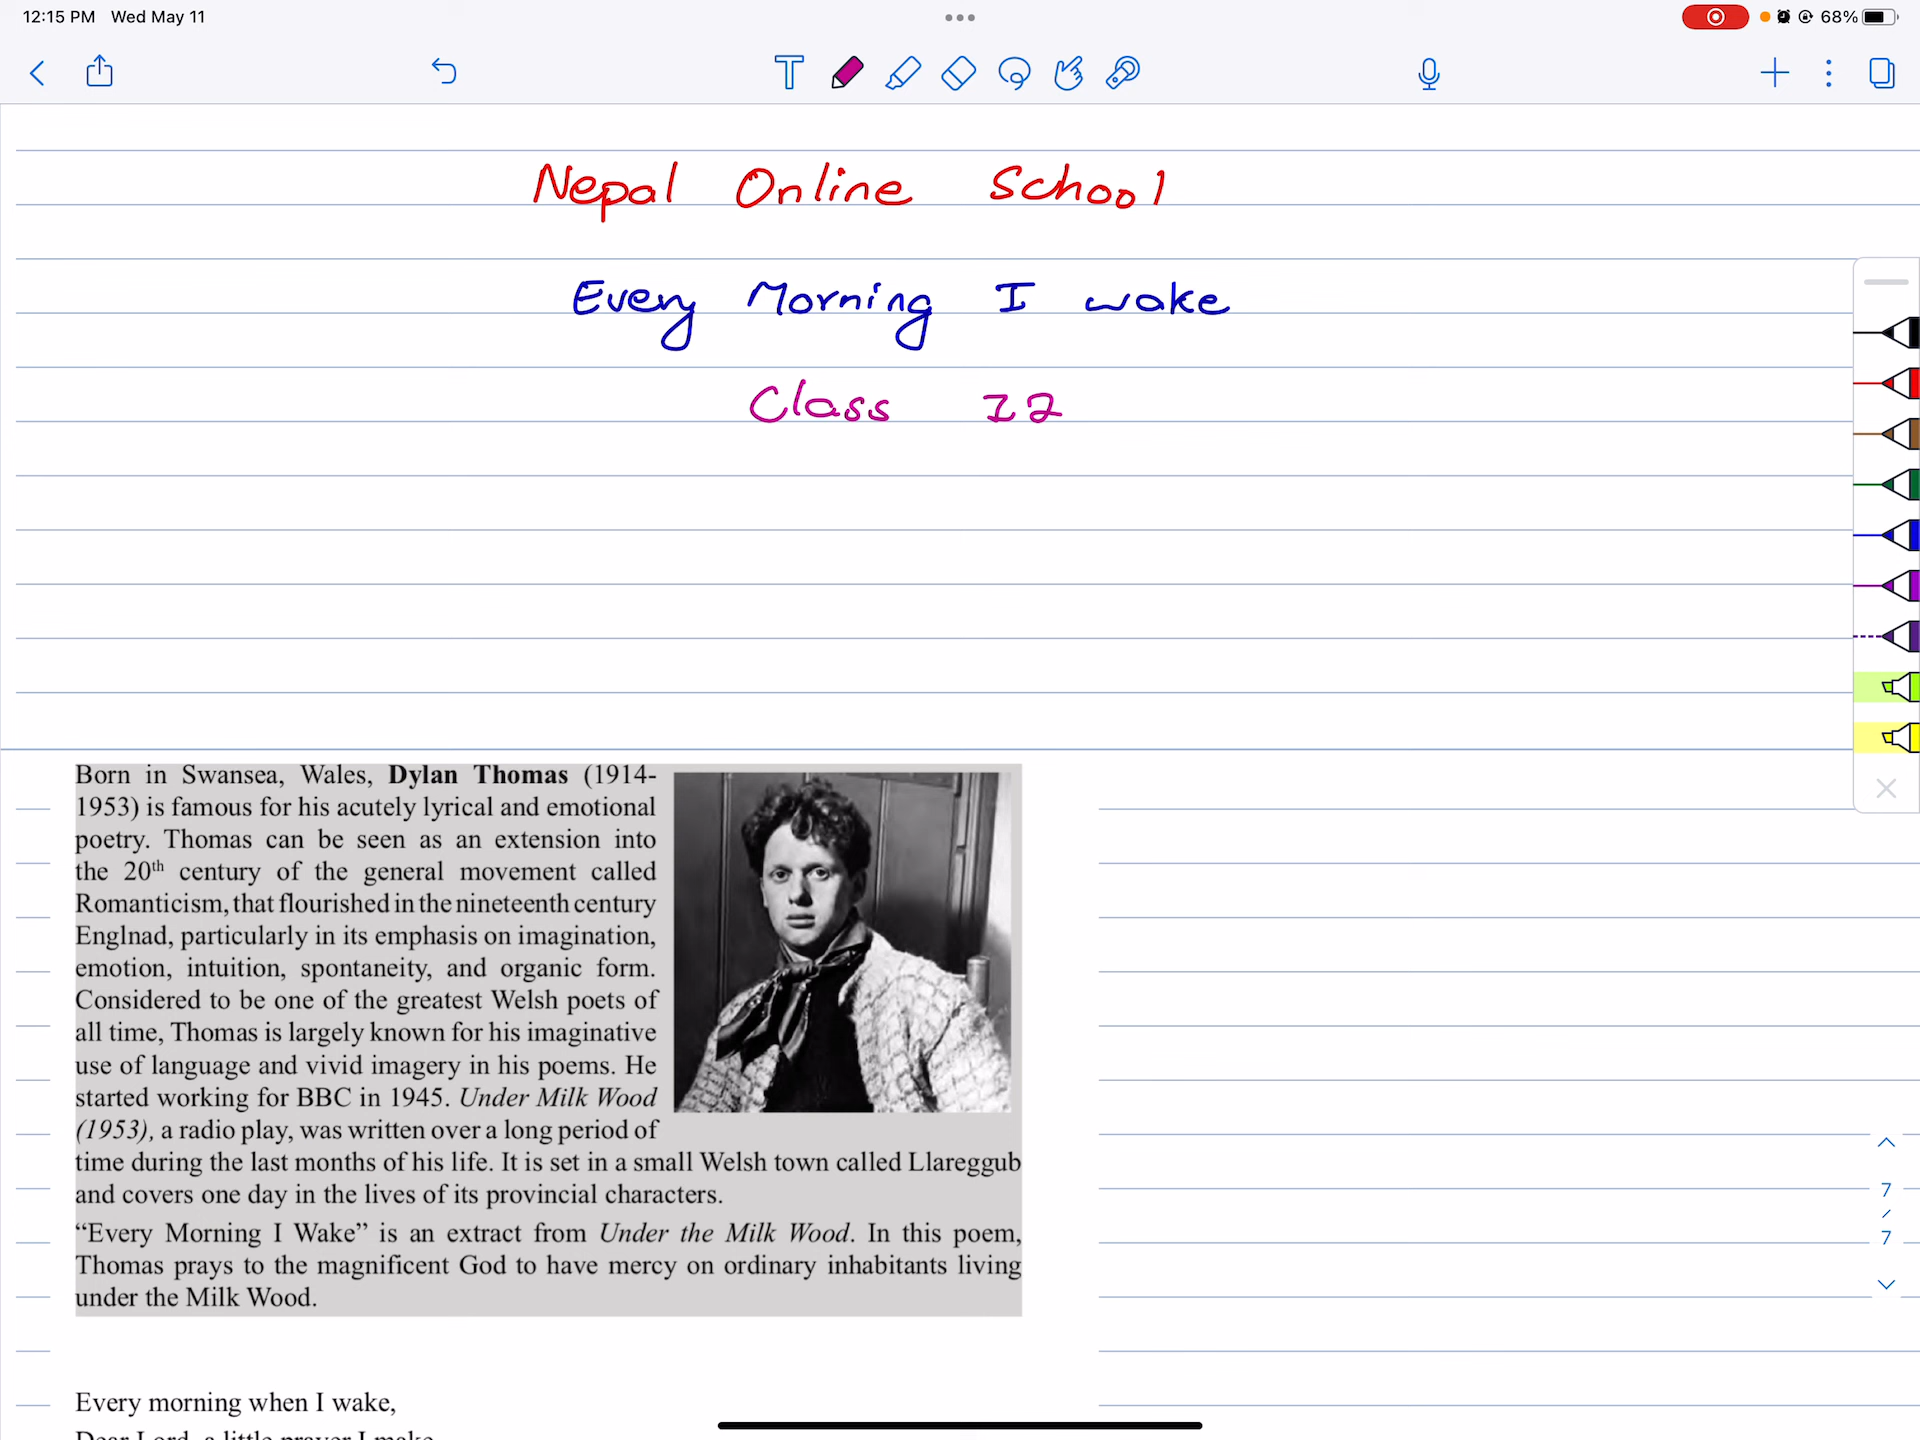 12:15 PM Wed May 11
68%
Nepal Online School
Every Morning I wake
Class 12
Born in Swansea, Wales, Dylan Thomas (1914-
1953) is famous for his acutely lyrical and emotional
poetry. Thomas can be seen as an extension into
the 20th century of the general movement called
Romanticism, that flourished in the nineteenth century
Englnad, particularly in its emphasis on imagination,
emotion, intuition, spontaneity, and organic form.
Considered to be one of the greatest Welsh poets of
all time, Thomas is largely known for his imaginative
use of language and vivid imagery in his poems. He
started working for BBC in 1945. Under Milk Wood
(1953), a radio play, was written over a long period of
time during the last months of his life. It is set in a small Welsh town called Llareggub
and covers one day in the lives of its provincial characters.
“Every Morning I Wake” is an extract from Under the Milk Wood. In this poem,
Thomas prays to the magnificent God to have mercy on ordinary inhabitants living
under the Milk Wood.
Every morning when I wake,
Dear Lord, a little prayer I make
7
/
7